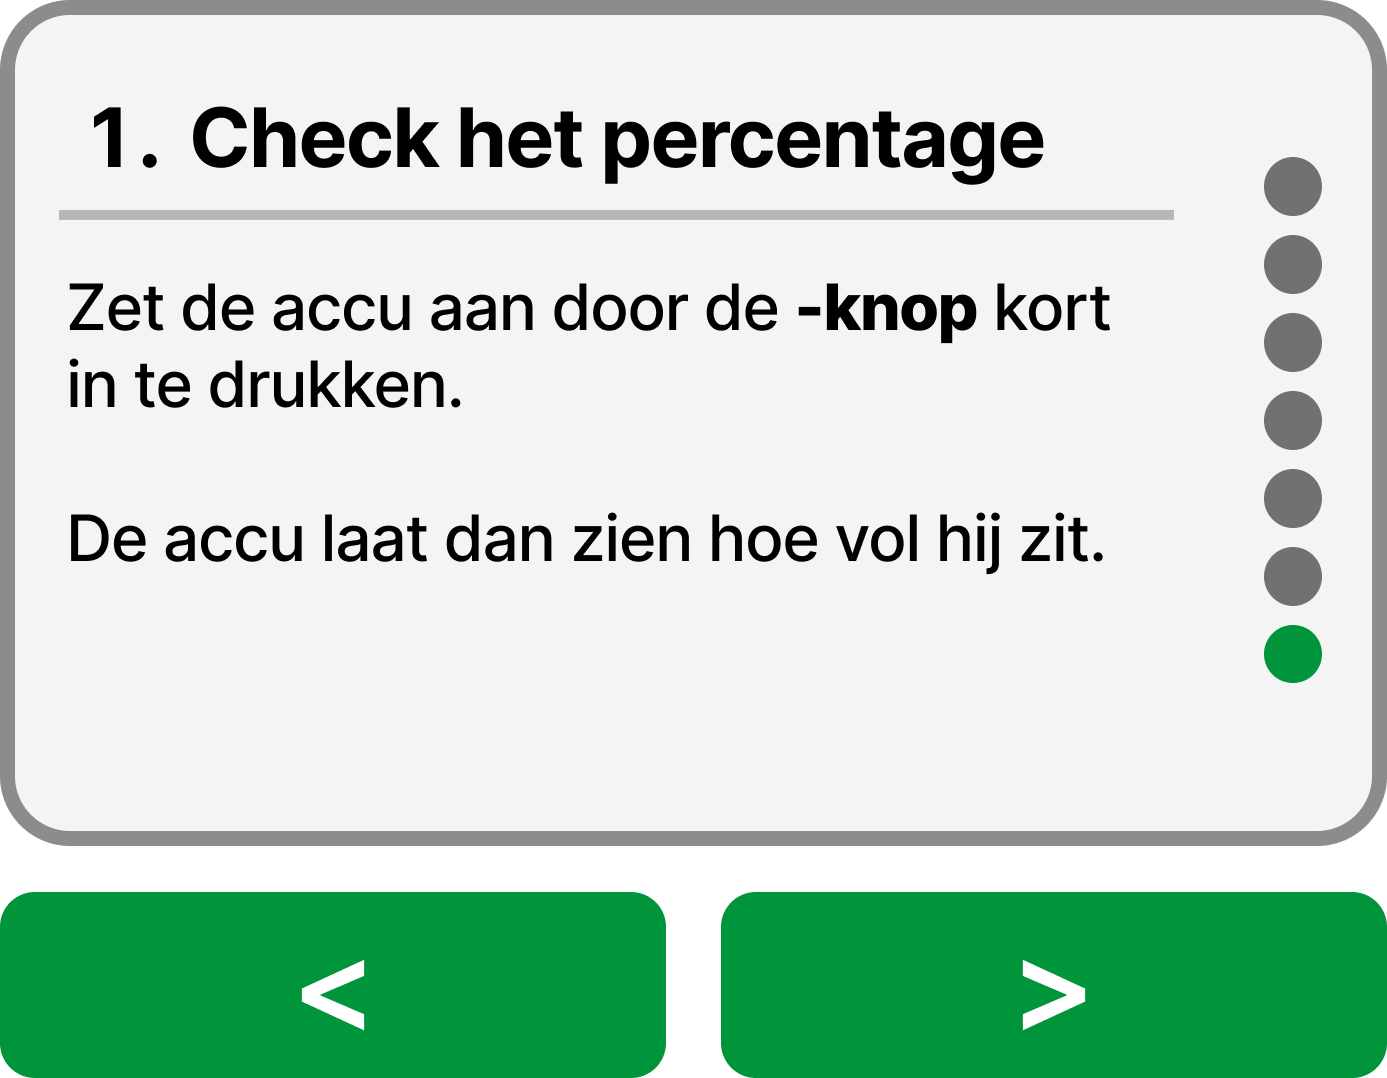 1. Check het percentage
Zet de accu aan door de -knop kort
in te drukken.
De accu laat dan zien hoe vol hij zit.
< >